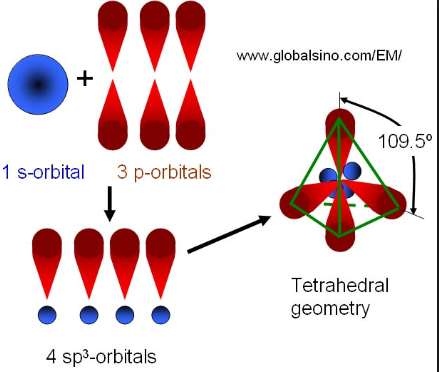 www.globalsino.com/EM/
+
1 s-orbital
3 p-orbitals
109.5º
4 sp³-orbitals
Tetrahedral
geometry